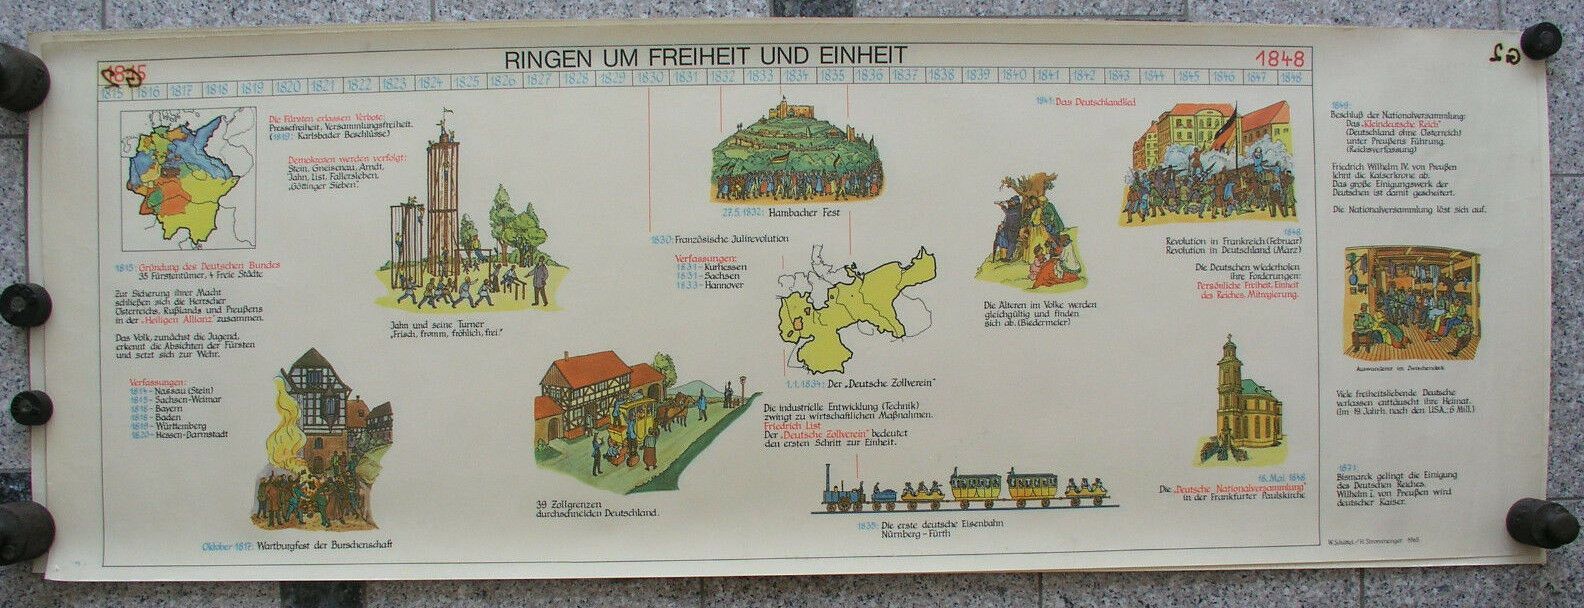 RINGEN UM FREIHEIT UND EINHEIT
1815
1848
1815 1816 1817 1818 1819 1820 1821 1822 1823 1824 1825 1826 1827 1828 1829 1830 1831 1832 1833 1834 1835 1836 1837 1838 1839 1840 1841 1842 1843 1844 1845 1846 1847 1848
1815: Gründung des Deutschen Bundes
35 Fürstentümer, 4 Freie Städte
Zur Sicherung ihrer Macht
schließen sich die Herrscher
Österreichs, Rußlands und Preußens
in der „Heiligen Allianz" zusammen.
Das Volk, zunächst die Jugend,
erkennt die Absichten der Fürsten
und setzt sich zur Wehr.
Verfassungen:
1814 - Nassau (Stein)
1815 - Sachsen-Weimar
1818 - Bayern
1818 - Baden
1819 - Württemberg
1820 - Hessen-Darmstadt
Die Fürsten erlassen Verbote:
Pressefreiheit, Versammlungsfreiheit.
(1819: Karlsbader Beschlüsse)
Demokraten werden verfolgt:
Stein, Gneisenau, Arndt,
Jahn, List, Fallersleben,
„Göttinger Sieben".
Oktober 1817: Wartburgfest der Burschenschaft
Jahn und seine Turner
„Frisch, fromm, fröhlich, frei."
39 Zollgrenzen
durchschneiden Deutschland.
1830: Französische Julirevolution
Verfassungen:
1831 - Kurhessen
1831 - Sachsen
1833 - Hannover
27.5.1832: Hambacher Fest
1.1.1834: Der „Deutsche Zollverein"
Die industrielle Entwicklung (Technik)
zwingt zu wirtschaftlichen Maßnahmen.
Friedrich List
Der „Deutsche Zollverein" bedeutet
den ersten Schritt zur Einheit.
1835: Die erste deutsche Eisenbahn
Nürnberg - Fürth
1841: Das Deutschlandlied
Die Älteren im Volke werden
gleichgültig und finden
sich ab. (Biedermeier)
1848
Revolution in Frankreich (Februar)
Revolution in Deutschland (März)
Die Deutschen wiederholen
ihre Forderungen:
Persönliche Freiheit, Einheit
des Reiches, Mitregierung.
18. Mai 1848
Die „Deutsche Nationalversammlung"
in der Frankfurter Paulskirche
1849:
Beschluß der Nationalversammlung:
Das „Kleindeutsche Reich"
(Deutschland ohne Österreich)
unter Preußens Führung.
(Reichsverfassung)
Friedrich Wilhelm IV. von Preußen
lehnt die Kaiserkrone ab.
Das große Einigungswerk der
Deutschen ist damit gescheitert.
Die Nationalversammlung löst sich auf.
Auswanderer im Zwischendeck
Viele freiheitsliebende Deutsche
verlassen enttäuscht ihre Heimat.
(Im 19. Jahrh. nach den USA: 6 Mill.)
1871:
Bismarck gelingt die Einigung
des Deutschen Reiches.
Wilhelm I. von Preußen wird
deutscher Kaiser.